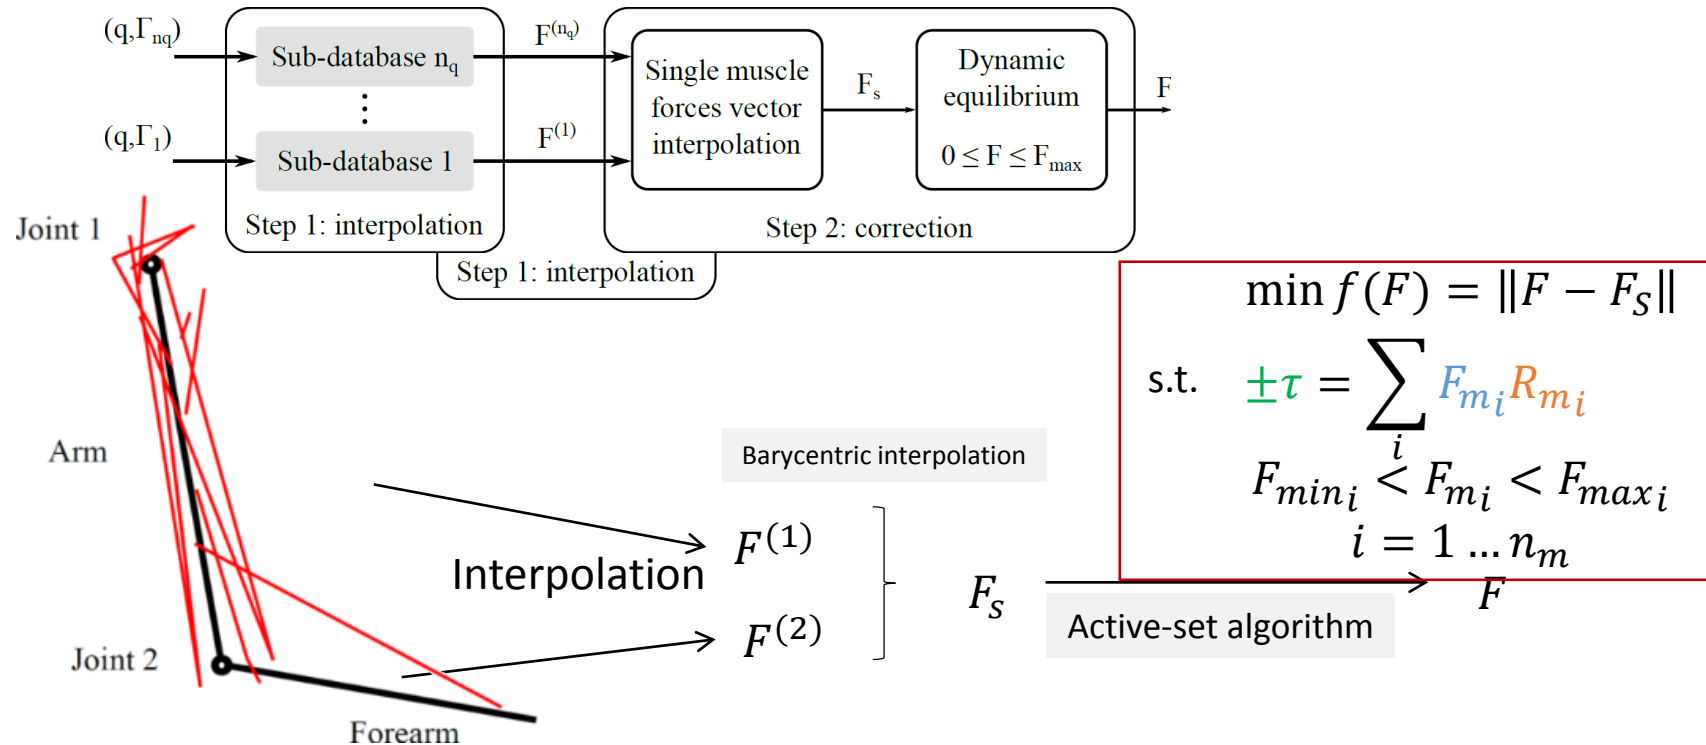 (q,Γnq)
Sub-database nq
F(nq)
(q,Γ1)
Sub-database 1
F(1)
Step 1: interpolation
Single muscle
forces vector
interpolation
Fs
Dynamic
equilibrium
0 ≤ F ≤ Fmax
F
Step 2: correction
Step 1: interpolation
Joint 1
Arm
Joint 2
Forearm
Interpolation
Barycentric interpolation
F(1)
F(2)
Fs
Active-set algorithm
F
min f(F) = ‖F − FS‖
s.t. ±τ = ∑i FmiRmi
Fmini < Fmi < Fmaxi
i = 1 … nm